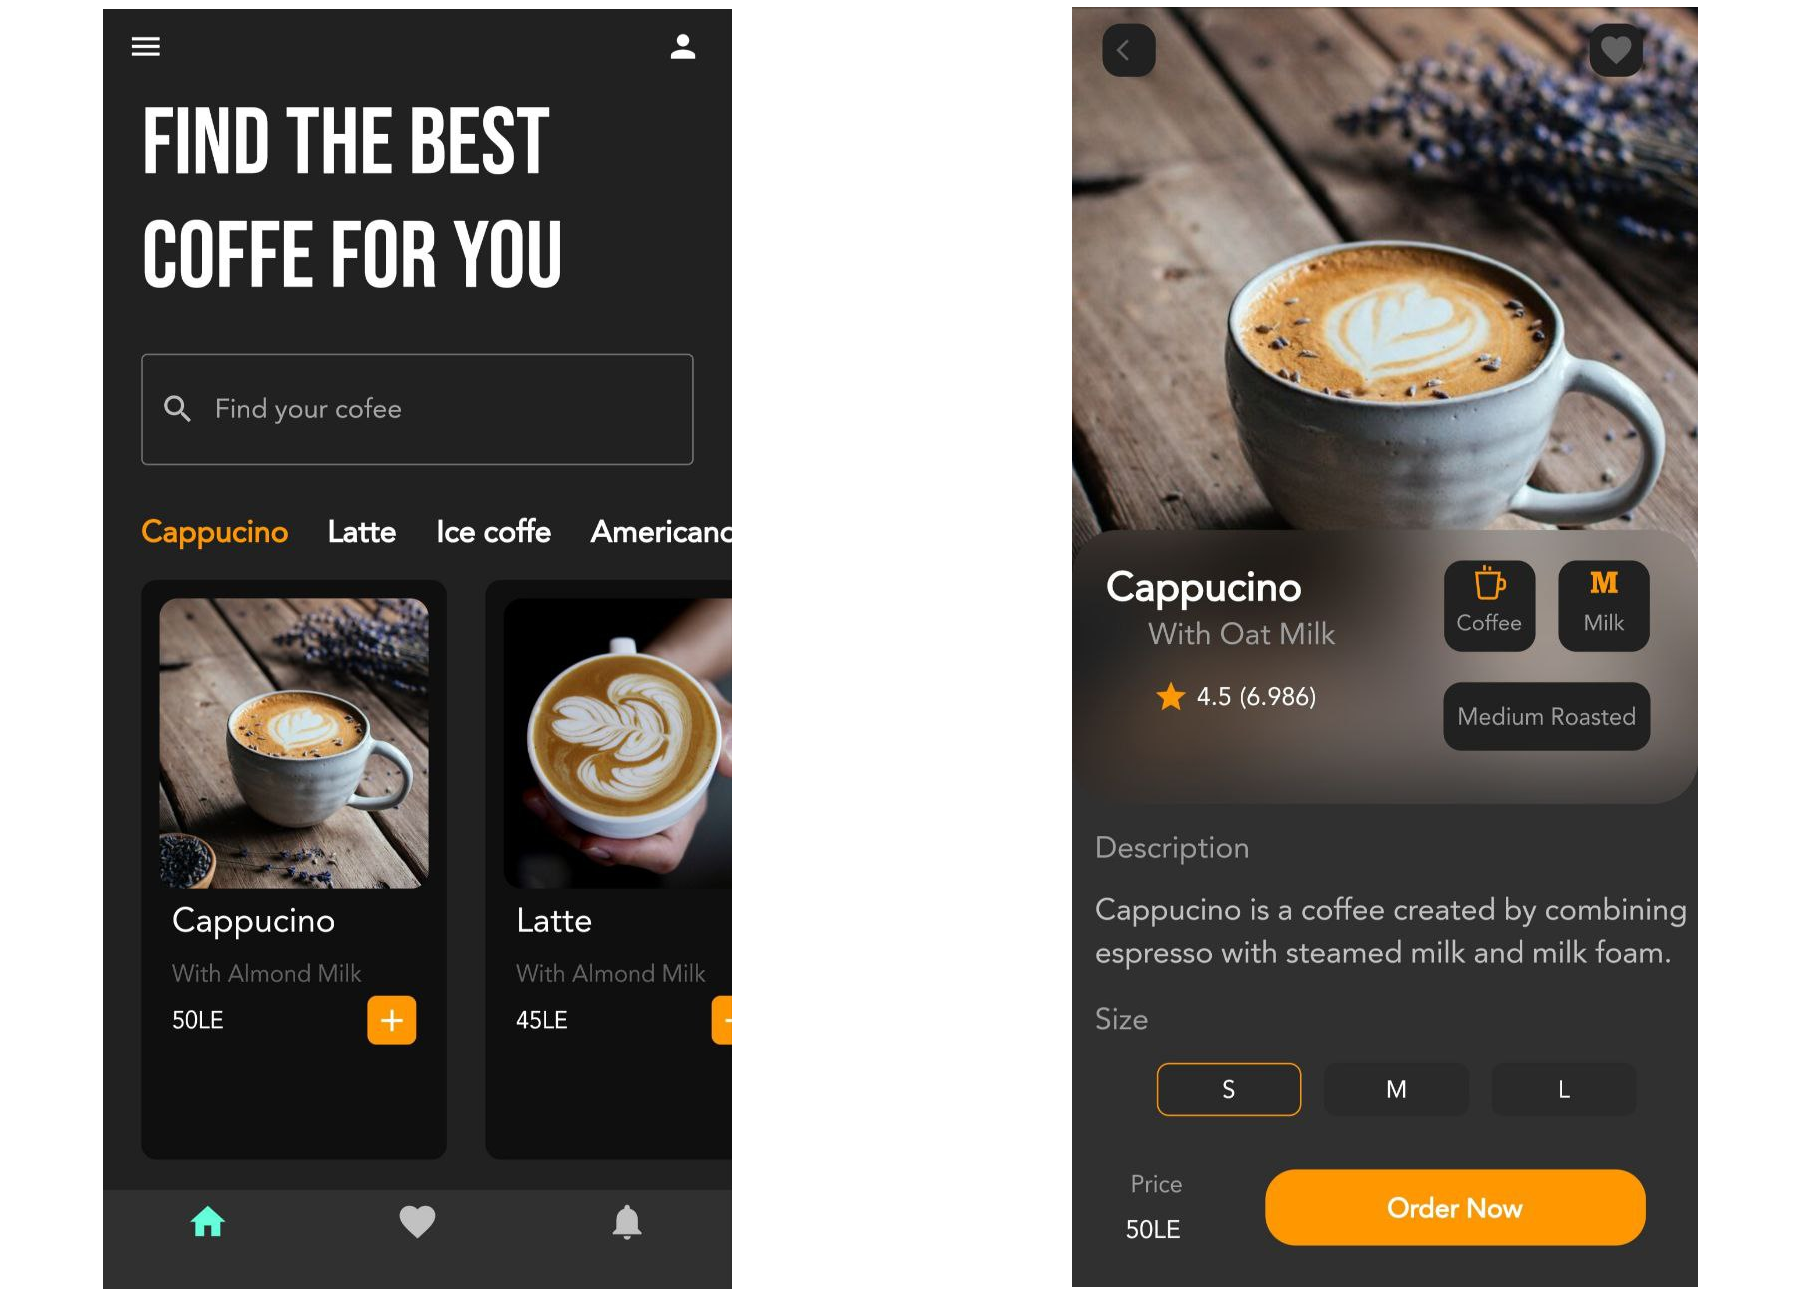 FIND THE BEST
COFFE FOR YOU
Find your cofee
Cappucino Latte Ice coffe Americano
Cappucino
With Almond Milk
50LE
Latte
With Almond Milk
45LE
Cappucino
With Oat Milk
4.5 (6.986)
Coffee
M
Milk
Medium Roasted
Description
Cappucino is a coffee created by combining
espresso with steamed milk and milk foam.
Size
S M L
Price
50LE
Order Now